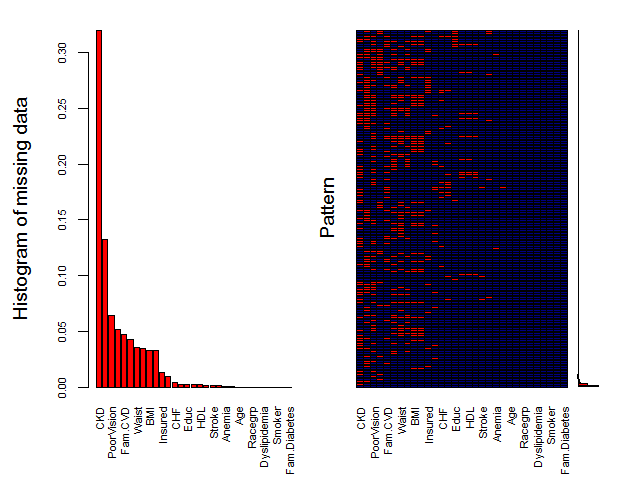 Histogram of missing data
0.30
0.25
0.20
0.15
0.10
0.05
0.00
CKD
PoorVision
Fam.CVD
Waist
BMI
Insured
CHF
Educ
HDL
Stroke
Anemia
Age
Racegrp
Dyslipidemia
Smoker
Fam.Diabetes
Pattern
CKD
PoorVision
Fam.CVD
Waist
BMI
Insured
CHF
Educ
HDL
Stroke
Anemia
Age
Racegrp
Dyslipidemia
Smoker
Fam.Diabetes